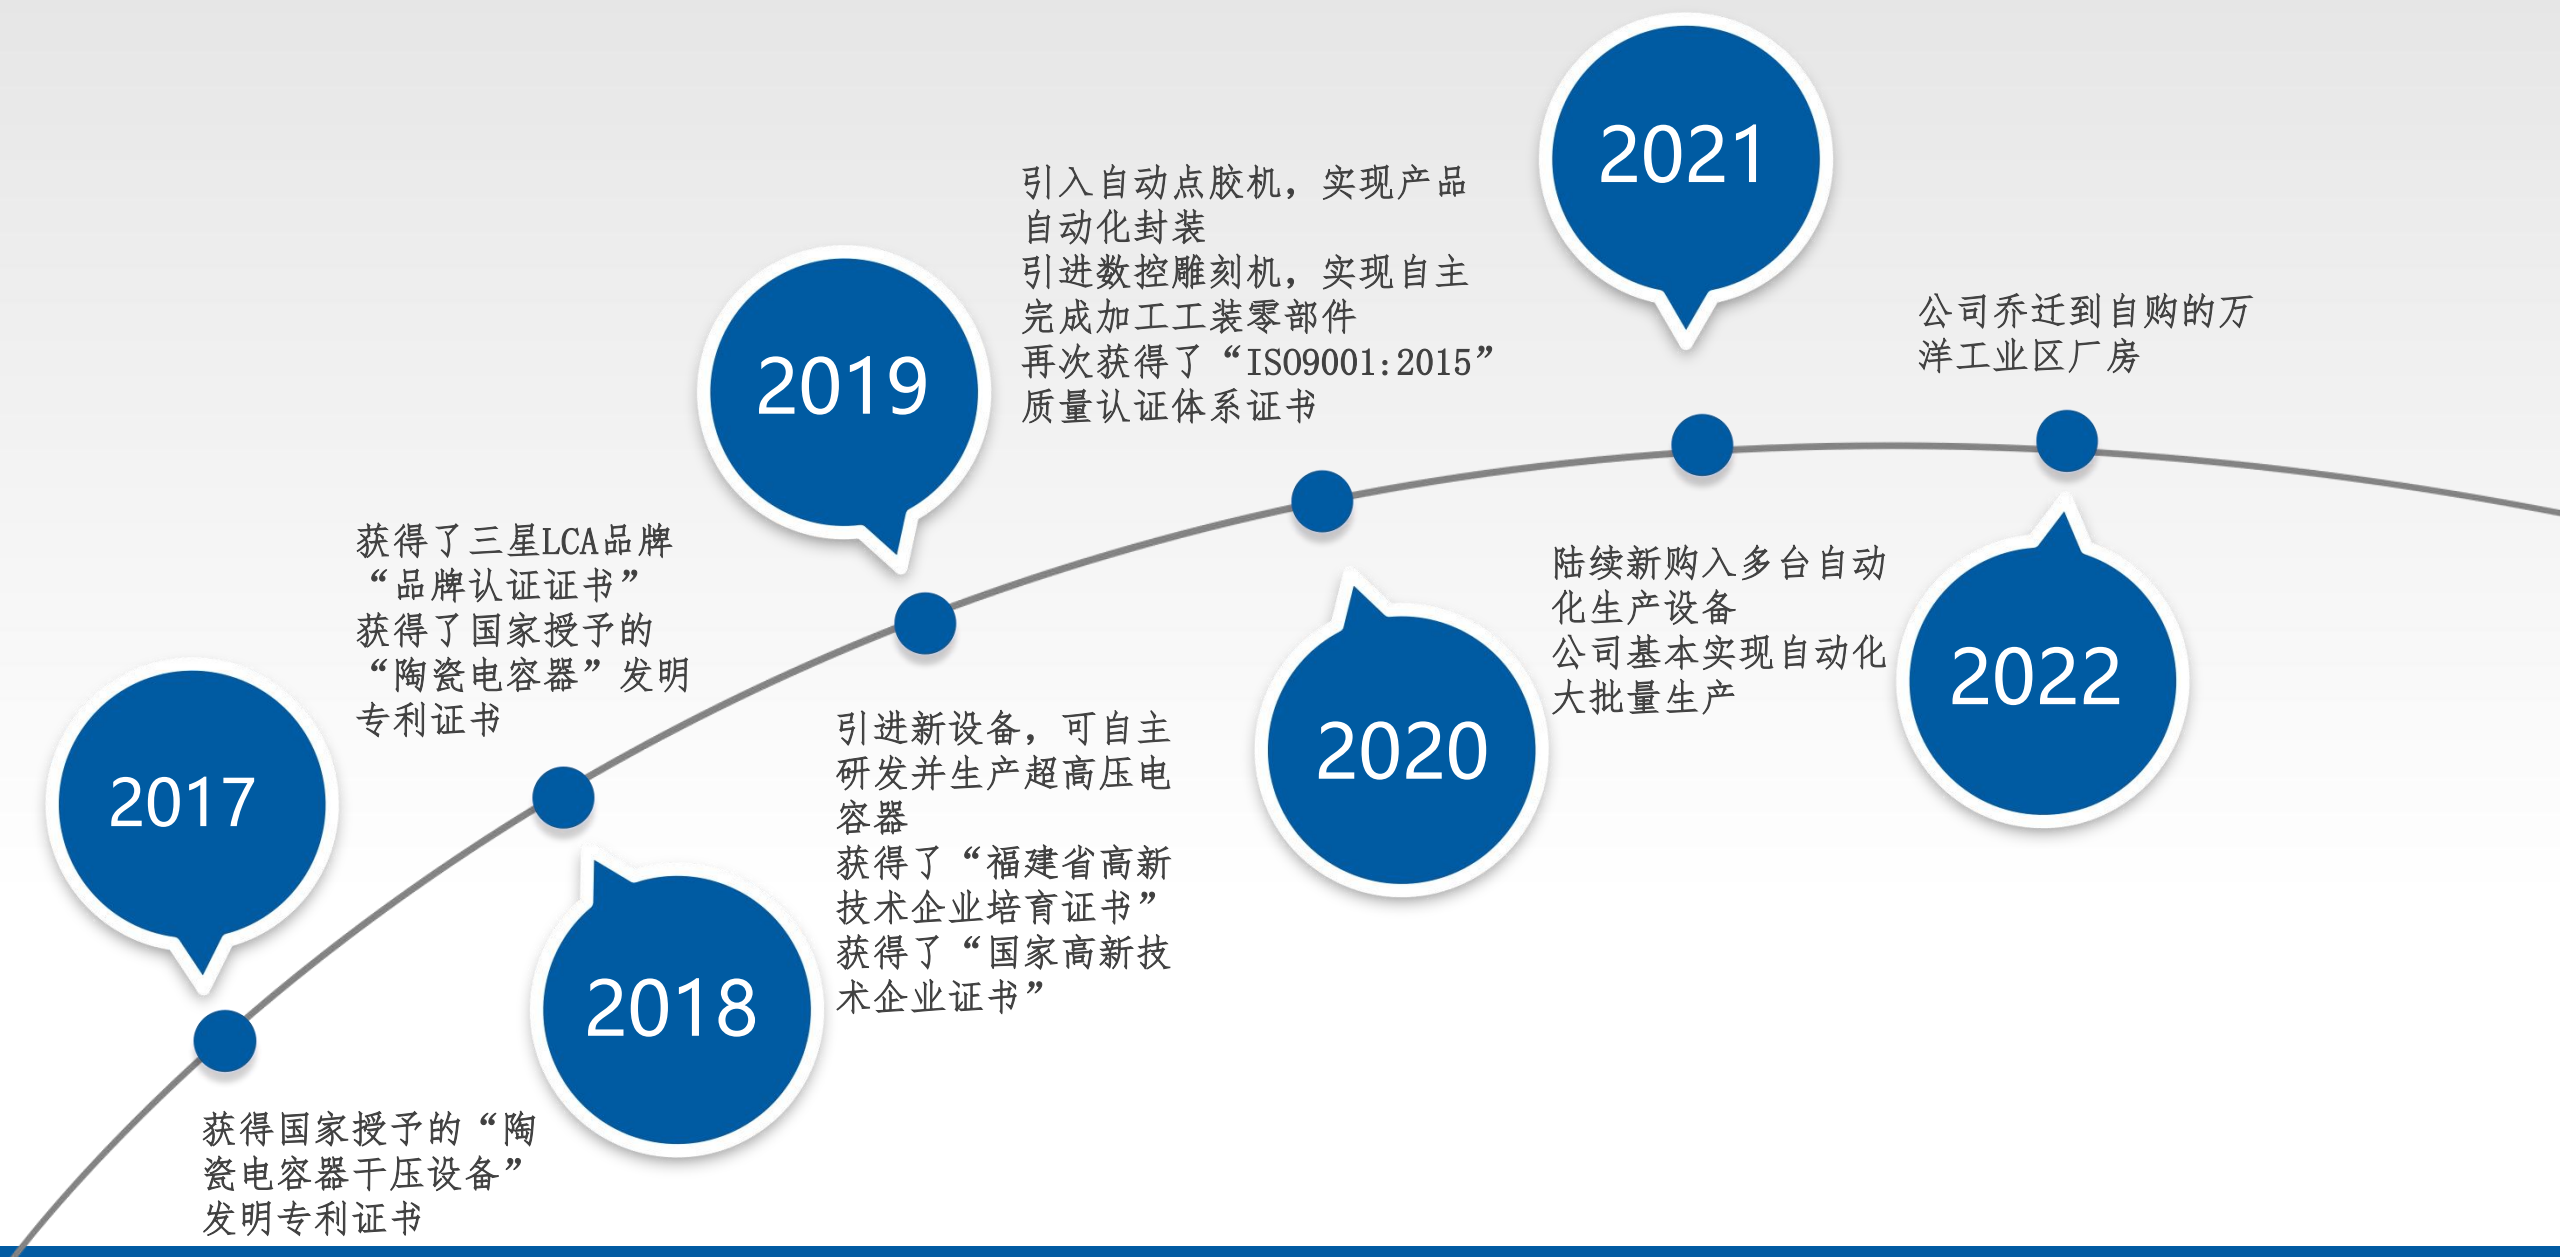 2017
获得国家授予的“陶
瓷电容器干压设备”
发明专利证书
2018
获得了三星LCA品牌
“品牌认证证书”
获得了国家授予的
“陶瓷电容器”发明
专利证书
2019
引进新设备，可自主
研发并生产超高压电
容器
获得了“福建省高新
技术企业培育证书”
获得了“国家高新技
术企业证书”
2020
引入自动点胶机，实现产品
自动化封装
引进数控雕刻机，实现自主
完成加工工装零部件
再次获得了“ISO9001:2015”
质量认证体系证书
2021
陆续新购入多台自动
化生产设备
公司基本实现自动化
大批量生产
2022
公司乔迁到自购的万
洋工业区厂房